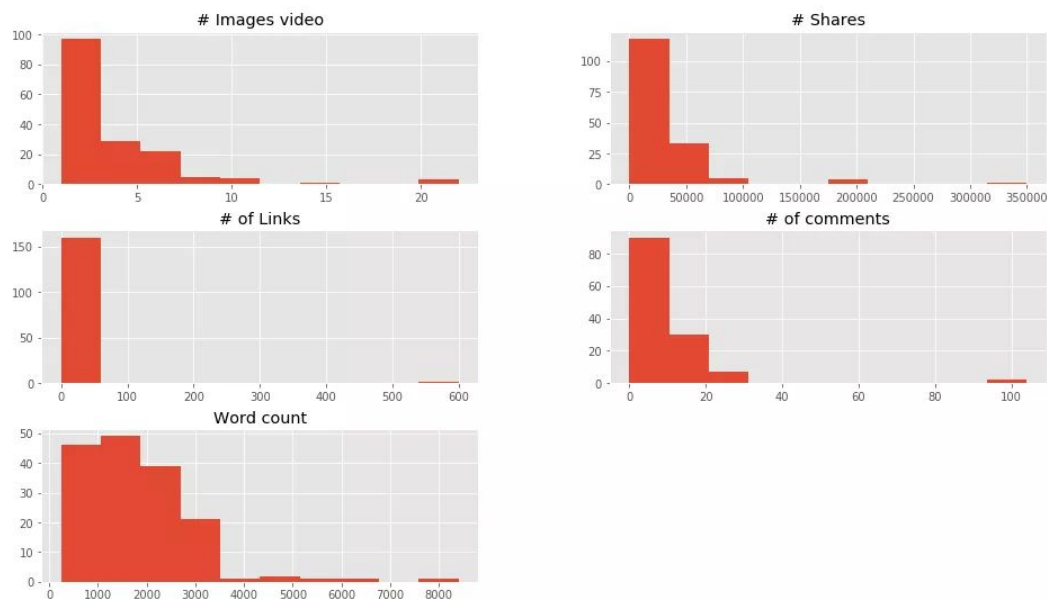 # Images video
100
80
60
40
20
0
0 5 10 15 20
# Shares
100
75
50
25
0
0 50000 100000 150000 200000 250000 300000 350000
# of Links
150
100
50
0
0 100 200 300 400 500 600
# of comments
80
60
40
20
0
0 20 40 60 80 100
Word count
50
40
30
20
10
0
0 1000 2000 3000 4000 5000 6000 7000 8000